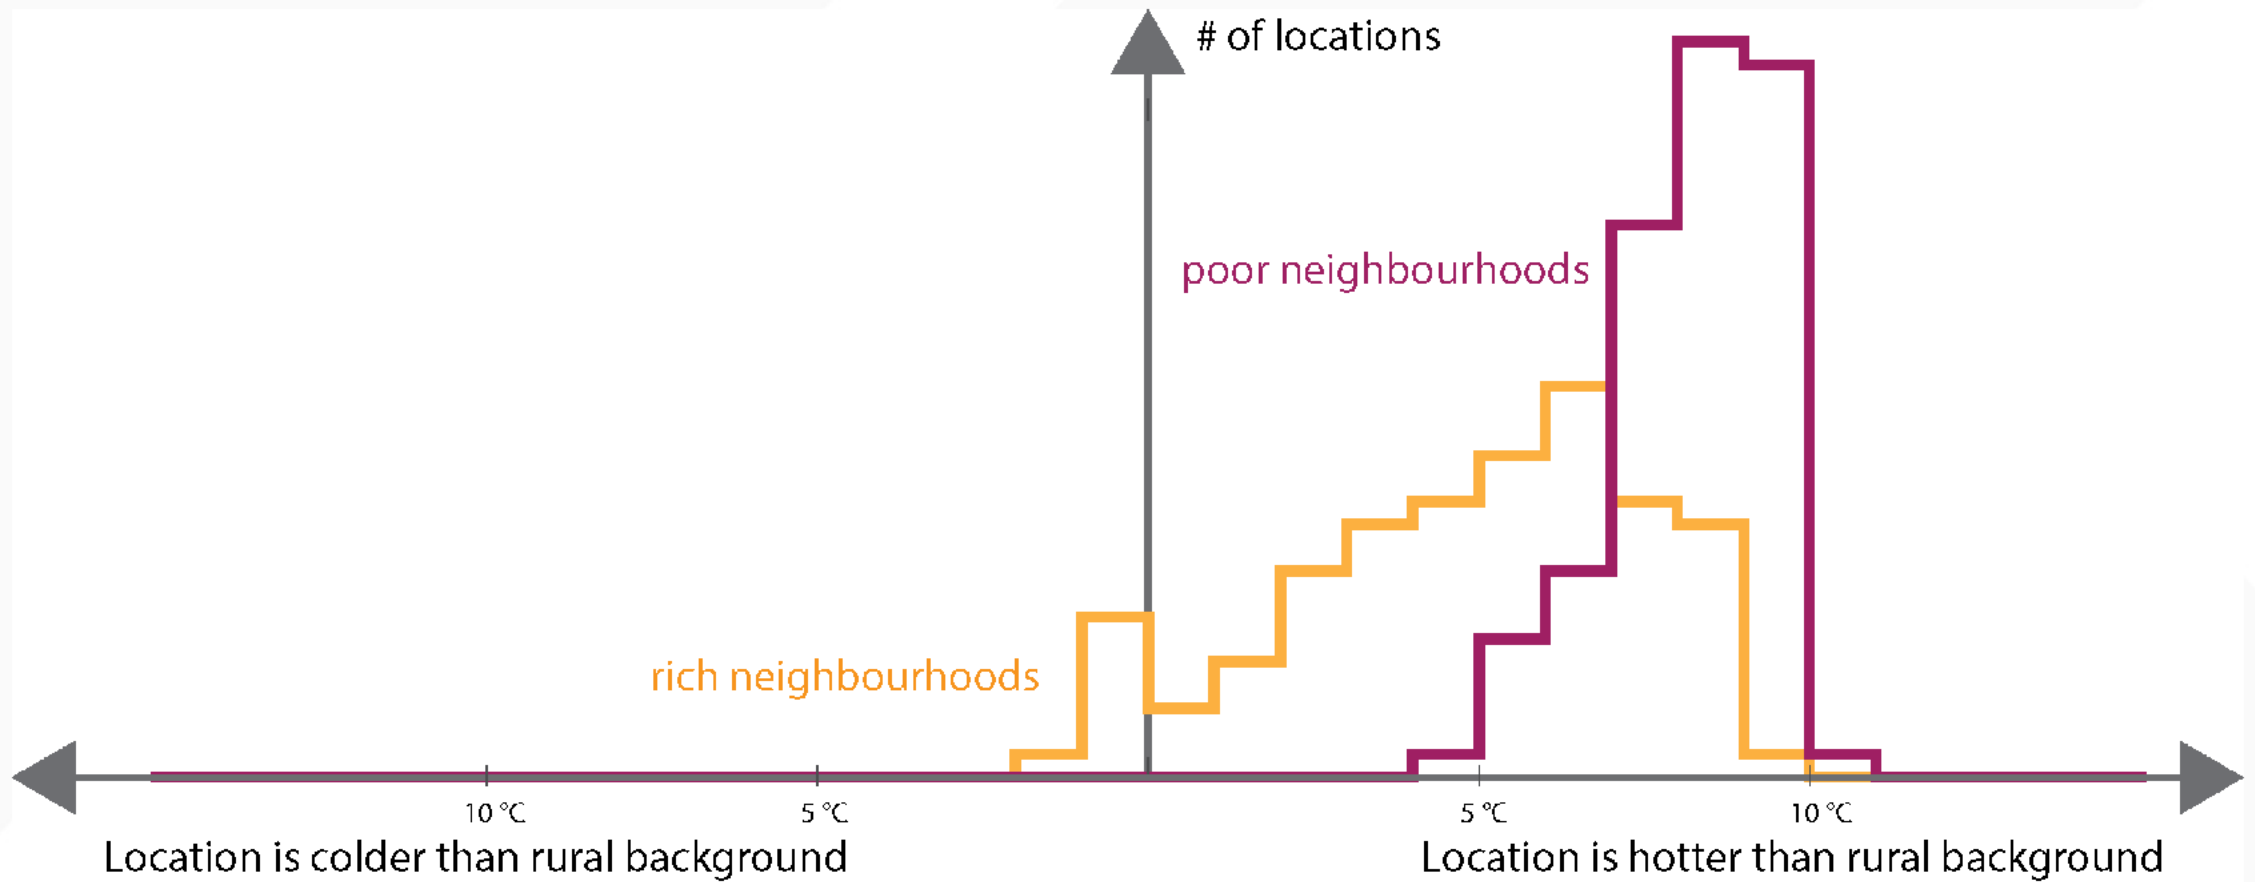 # of locations
poor neighbourhoods
rich neighbourhoods
10 °C
5 °C
5 °C
10 °C
Location is colder than rural background
Location is hotter than rural background